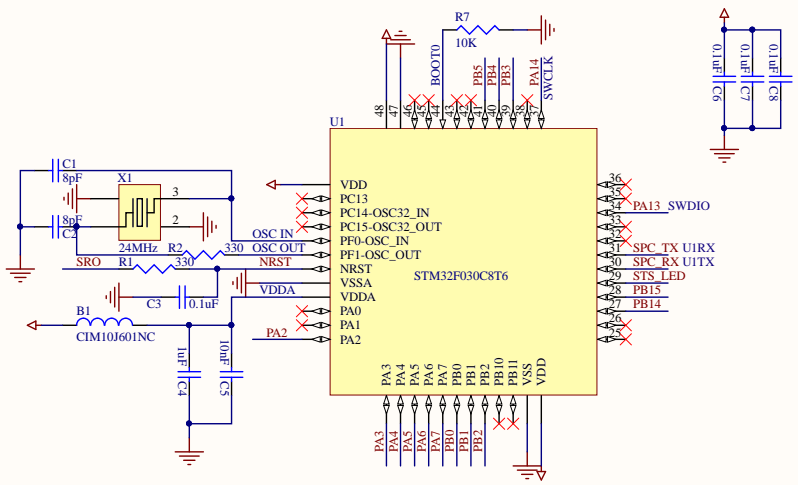 R7
10K
BOOT0
PB5
PB4
PB3
PA14
SWCLK
0.1uF
C6
0.1uF
C7
0.1uF
C8
48
47
46
45
44
43
42
41
40
39
38
37
U1
C1
8pF
X1
3
2
8pF
C2
24MHz
R2
330
OSC IN
OSC OUT
SRO
R1
330
NRST
C3
0.1uF
VDDA
B1
CIM10J601NC
PA2
1uF
C4
10nF
C5
VDD
PC13
PC14-OSC32_IN
PC15-OSC32_OUT
PF0-OSC_IN
PF1-OSC_OUT
NRST
VSSA
VDDA
PA0
PA1
PA2
STM32F030C8T6
36
35
34
PA13
SWDIO
33
32
31
SPC_TX
U1RX
30
SPC_RX
U1TX
29
STS_LED
28
PB15
27
PB14
26
25
PA3
PA4
PA5
PA6
PA7
PB0
PB1
PB2
PB10
PB11
VSS
VDD
PA3
PA4
PA5
PA6
PA7
PB0
PB1
PB2